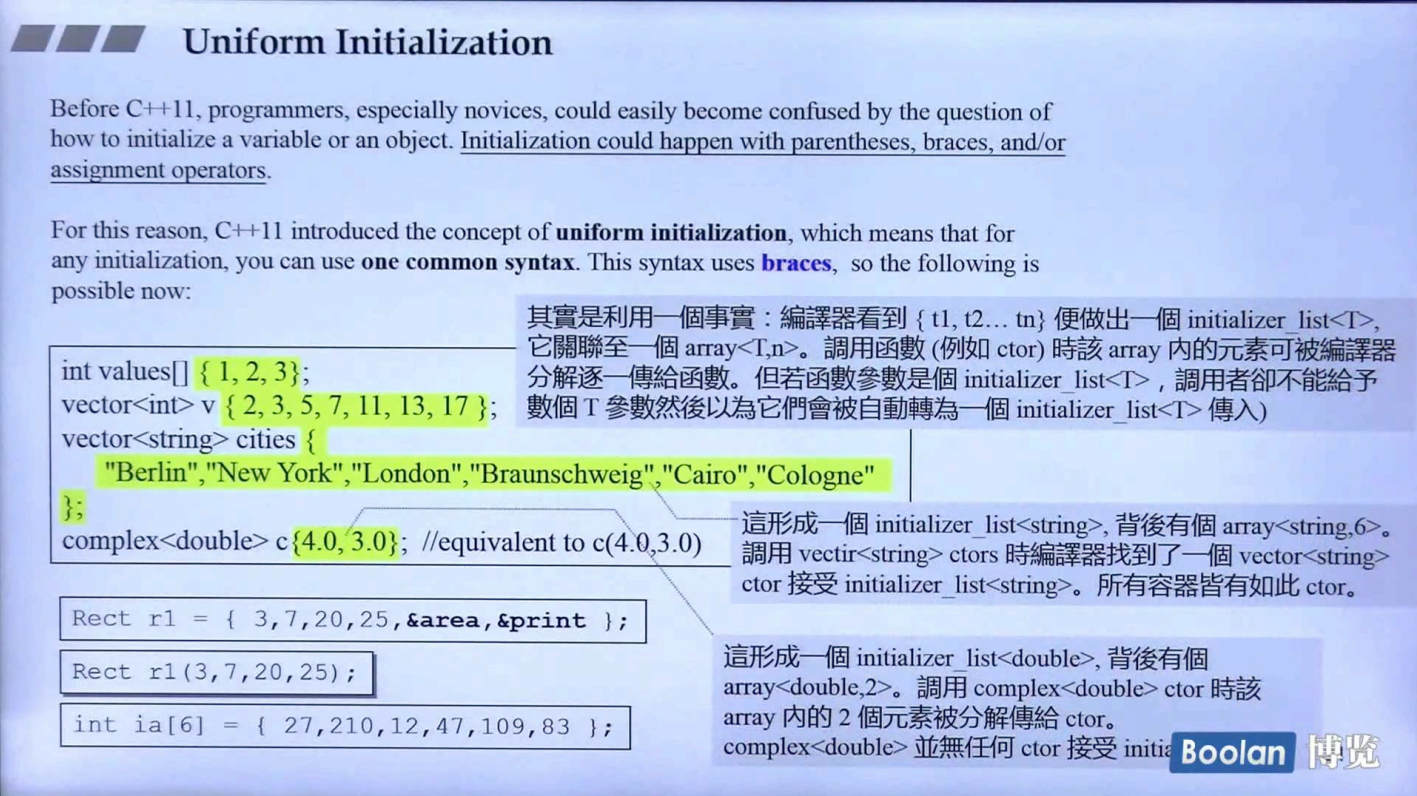 Uniform Initialization
Before C++11, programmers, especially novices, could easily become confused by the question of
how to initialize a variable or an object. Initialization could happen with parentheses, braces, and/or
assignment operators.
For this reason, C++11 introduced the concept of uniform initialization, which means that for
any initialization, you can use one common syntax. This syntax uses braces, so the following is
possible now:
其實是利用一個事實：編譯器看到 { t1, t2… tn} 便做出一個 initializer_list<T>,
它關聯至一個 array<T,n>。調用函數 (例如 ctor) 時該 array 內的元素可被編譯器
分解逐一傳給函數。但若函數參數是個 initializer_list<T>，調用者卻不能給予
數個 T 參數然後以為它們會被自動轉為一個 initializer_list<T> 傳入)
int values[] { 1, 2, 3};
vector<int> v { 2, 3, 5, 7, 11, 13, 17 };
vector<string> cities {
"Berlin","New York","London","Braunschweig","Cairo","Cologne"
};
complex<double> c{4.0, 3.0}; //equivalent to c(4.0,3.0)
這形成一個 initializer_list<string>, 背後有個 array<string,6>。
調用 vectir<string> ctors 時編譯器找到了一個 vector<string>
ctor 接受 initializer_list<string>。所有容器皆有如此 ctor。
Rect r1 = { 3,7,20,25,&area,&print };
Rect r1(3,7,20,25);
int ia[6] = { 27,210,12,47,109,83 };
這形成一個 initializer_list<double>, 背後有個
array<double,2>。調用 complex<double> ctor 時該
array 內的 2 個元素被分解傳給 ctor。
complex<double> 並無任何 ctor 接受
Boolan 博览